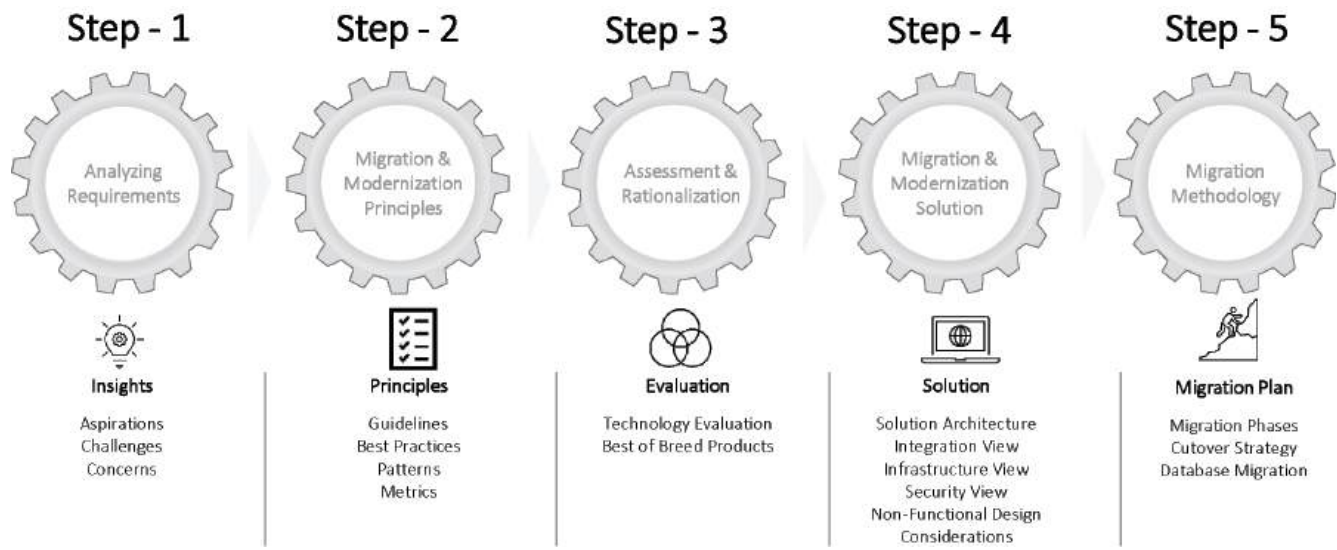 Step - 1
Step - 2
Step - 3
Step - 4
Step - 5
Analyzing
Requirements
Migration &
Modernization
Principles
Assessment &
Rationalization
Migration &
Modernization
Solution
Migration
Methodology
Insights
Aspirations
Challenges
Concerns
Principles
Guidelines
Best Practices
Patterns
Metrics
Evaluation
Technology Evaluation
Best of Breed Products
Solution
Solution Architecture
Integration View
Infrastructure View
Security View
Non-Functional Design
Considerations
Migration Plan
Migration Phases
Cutover Strategy
Database Migration